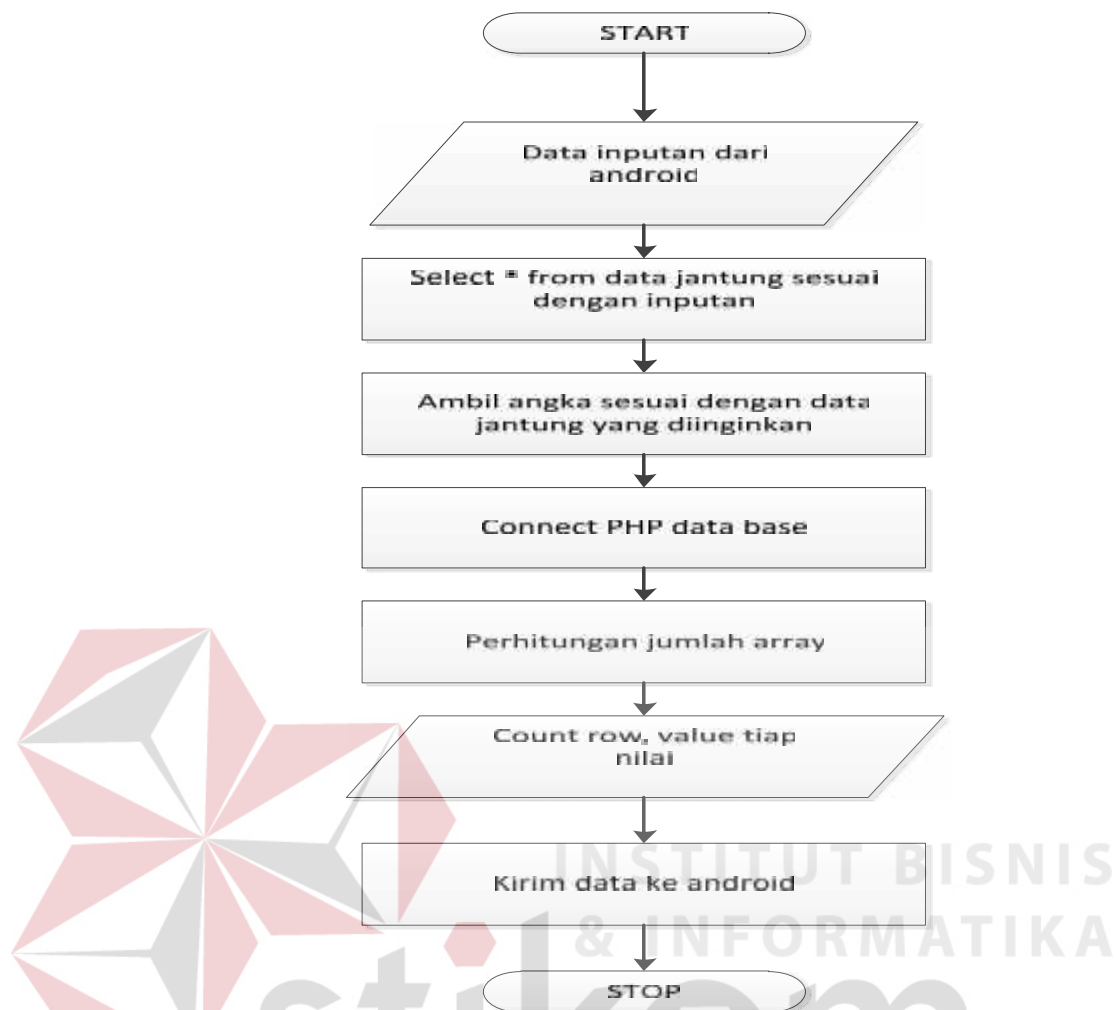 START
Data inputan dari
android
Select * from data jantung sesuai
dengan inputan
Ambil angka sesuai dengan data
jantung yang diinginkan
Connect PHP data base
Perhitungan jumlah array
Count row, value tiap
nilai
INSTITUT BISNIS
Kirim data ke android
& INFORMATIKA
stikom
STOP